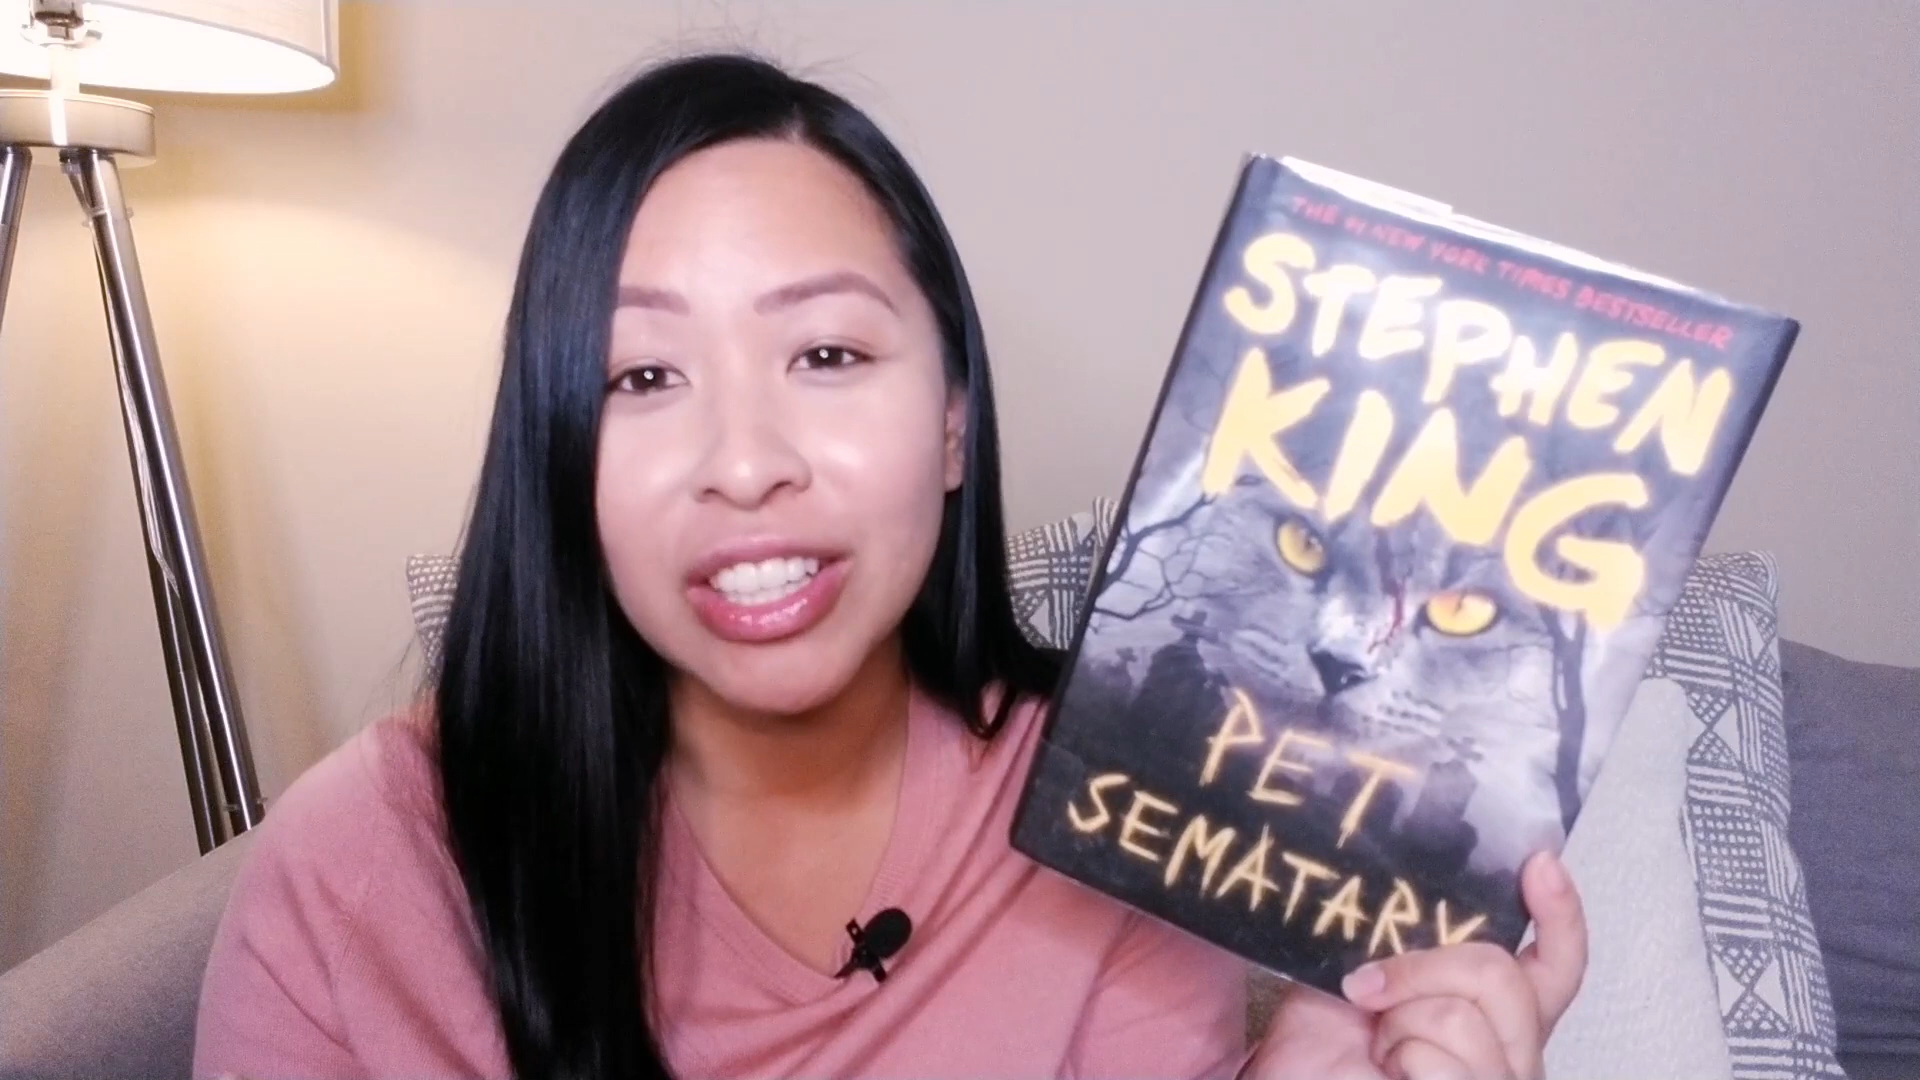 THE #1 NEW YORK TIMES BESTSELLER
STEPHEN
KING
PET
SEMATARY